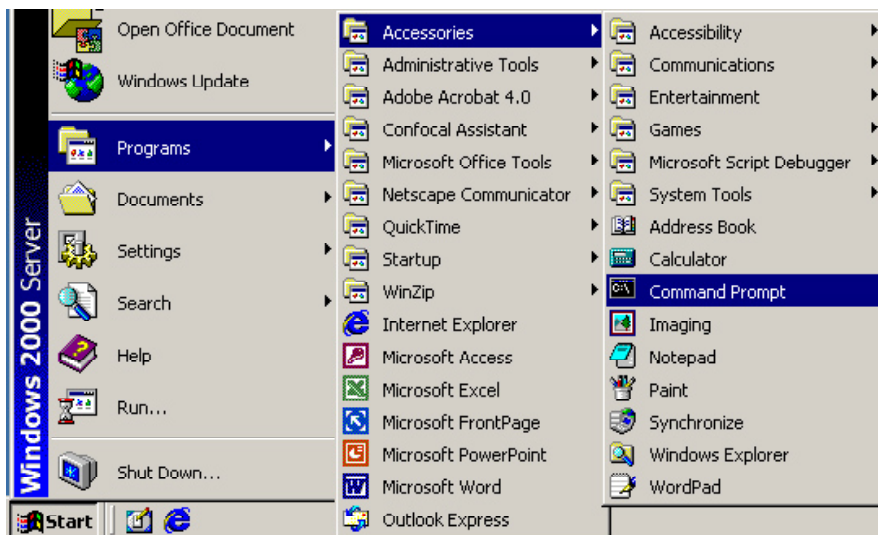 Open Office Document
Windows Update
Programs
Documents
Settings
Search
Help
Run...
Shut Down...
Windows 2000 Server
Start
Accessories
Administrative Tools
Adobe Acrobat 4.0
Confocal Assistant
Microsoft Office Tools
Netscape Communicator
QuickTime
Startup
WinZip
Internet Explorer
Microsoft Access
Microsoft Excel
Microsoft FrontPage
Microsoft PowerPoint
Microsoft Word
Outlook Express
Accessibility
Communications
Entertainment
Games
Microsoft Script Debugger
System Tools
Address Book
Calculator
Command Prompt
Imaging
Notepad
Paint
Synchronize
Windows Explorer
WordPad